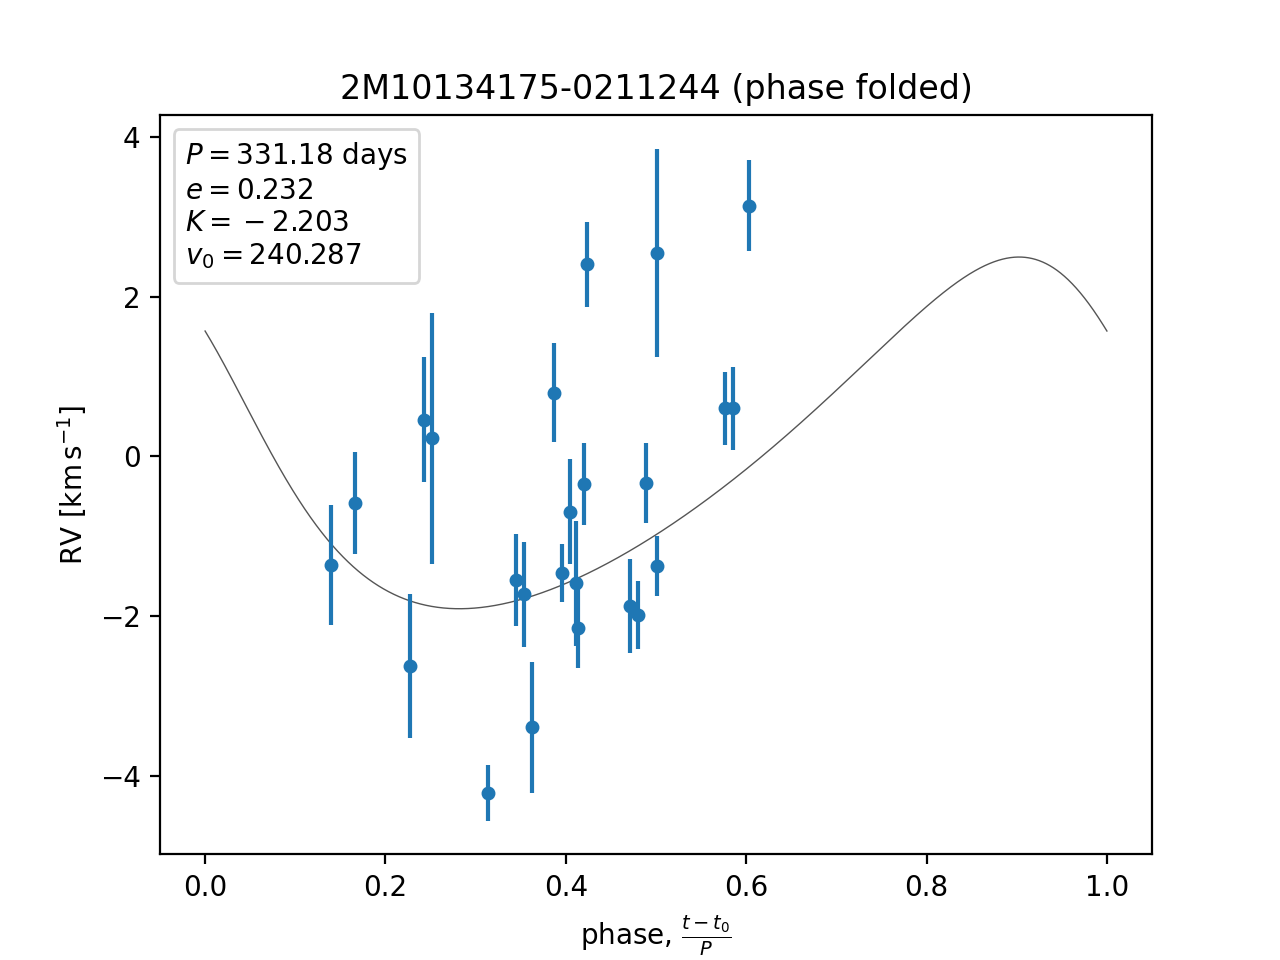 2M10134175-0211244 (phase folded)
P = 331.18 days
e = 0.232
K = −2.203
v₀ = 240.287
4
2
0
−2
−4
RV [km s⁻¹]
0.0 0.2 0.4 0.6 0.8 1.0
phase, (t − t₀)/P